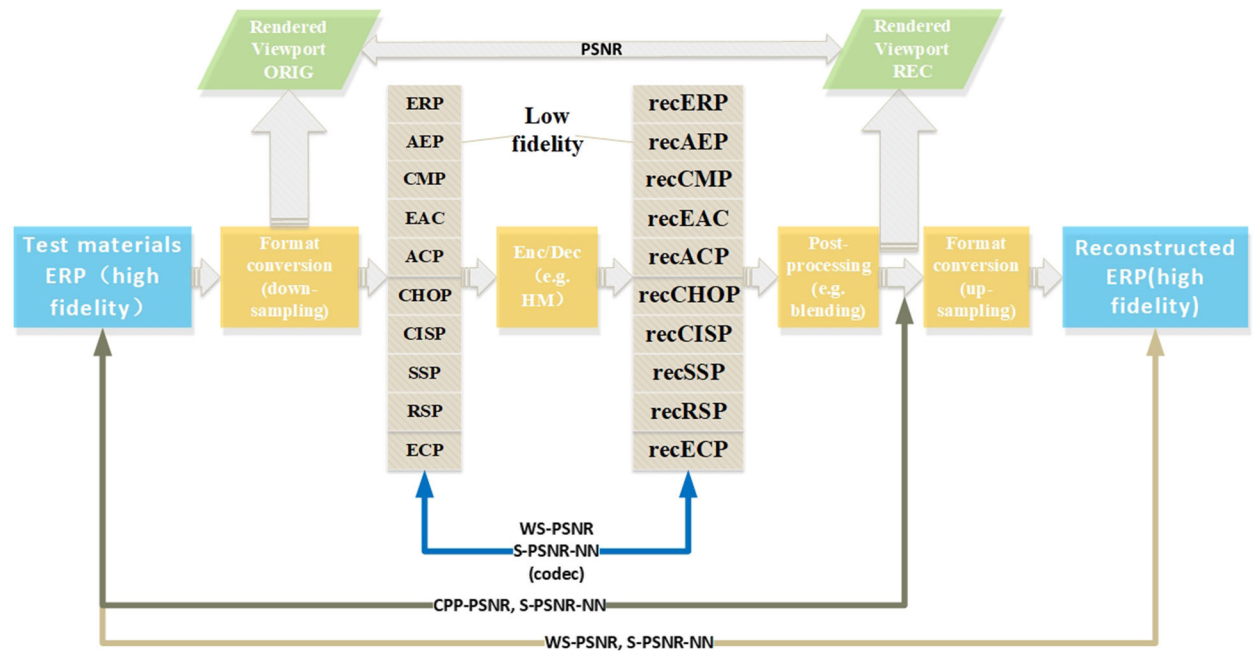 Rendered
Viewport
ORIG
PSNR
Rendered
Viewport
REC
ERP
AEP
CMP
EAC
ACP
CHOP
CISP
SSP
RSP
ECP
Low
fidelity
recERP
recAEP
recCMP
recEAC
recACP
recCHOP
recCISP
recSSP
recRSP
recECP
Test materials
ERP（high
fidelity）
Format
conversion
(down-
sampling)
Enc/Dec
（e.g.
HM）
Post-
processing
(e.g.
blending)
Format
conversion
(up-
sampling)
Reconstructed
ERP(high
fidelity)
WS-PSNR
S-PSNR-NN
(codec)
CPP-PSNR, S-PSNR-NN
WS-PSNR, S-PSNR-NN